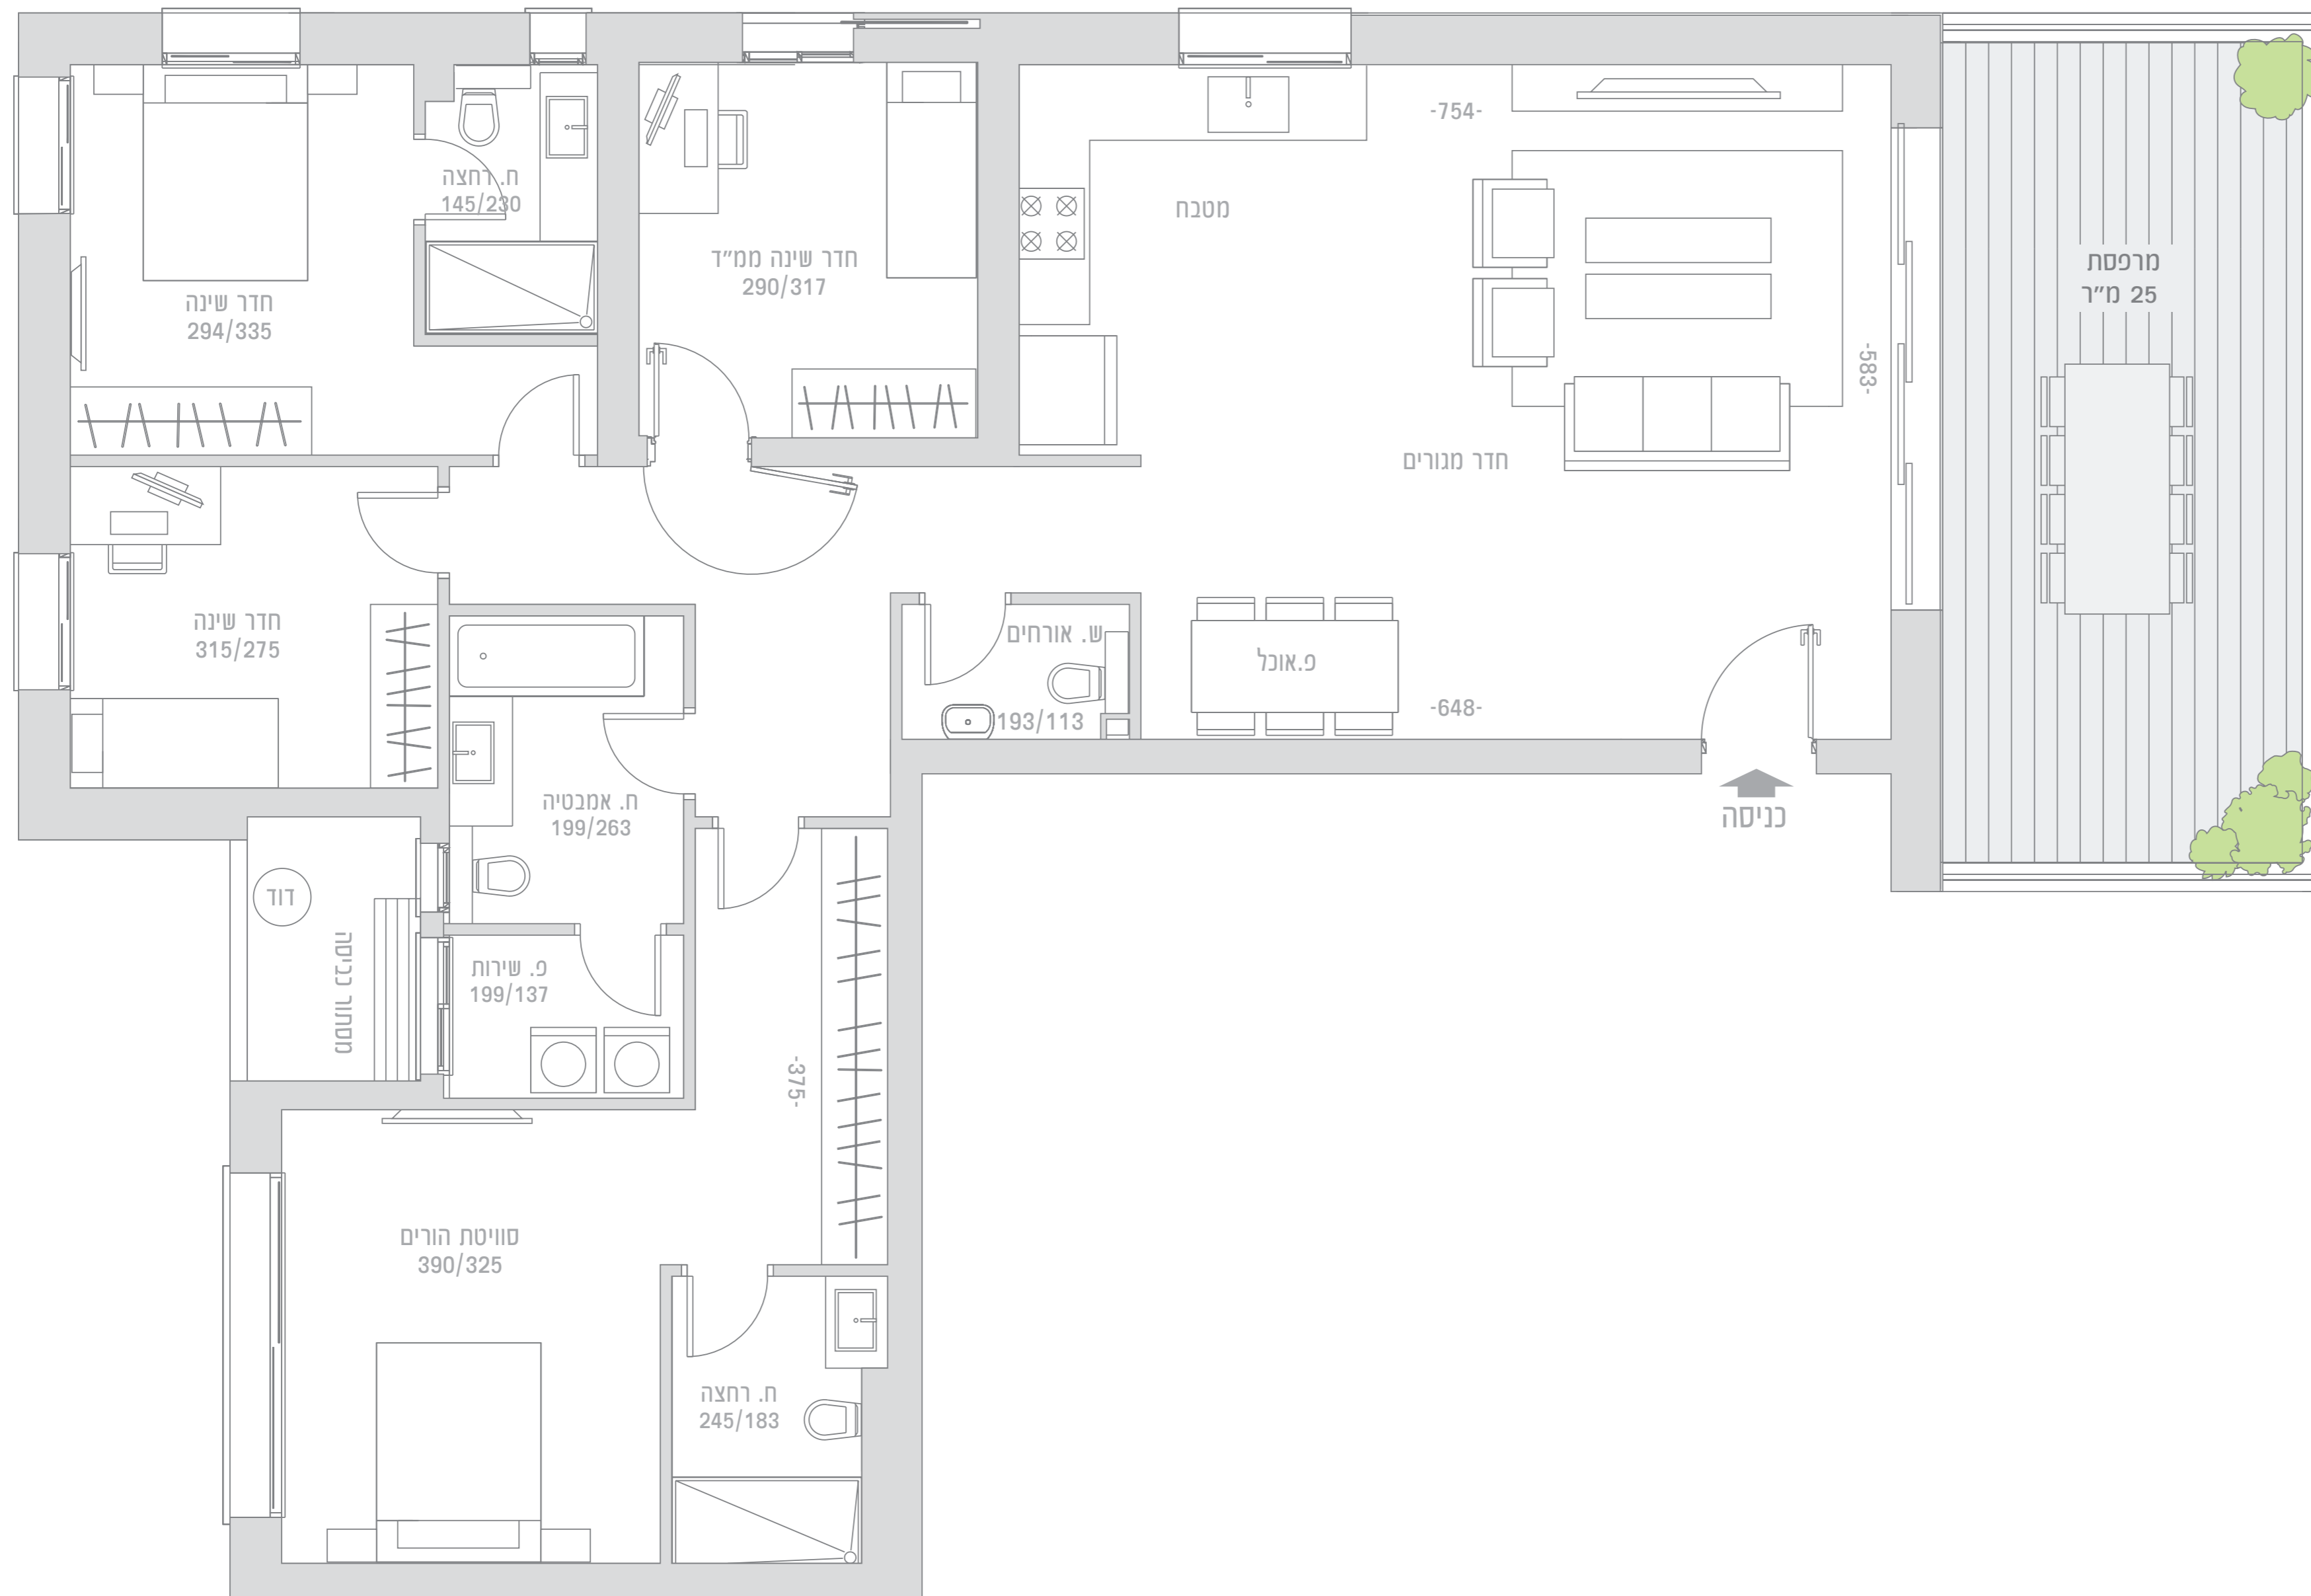 -754-
ח. רחצה
145/230
מטבח
חדר שינה ממ״ד
290/317
מרפסת
25 מ״ר
חדר שינה
294/335
-583-
חדר מגורים
חדר שינה
315/275
ש. אורחים
193/113
פ.אוכל
-648-
ח. אמבטיה
199/263
כניסה
דוד
מסתור כביסה
פ. שירות
199/137
-375-
סוויטת הורים
390/325
ח. רחצה
245/183